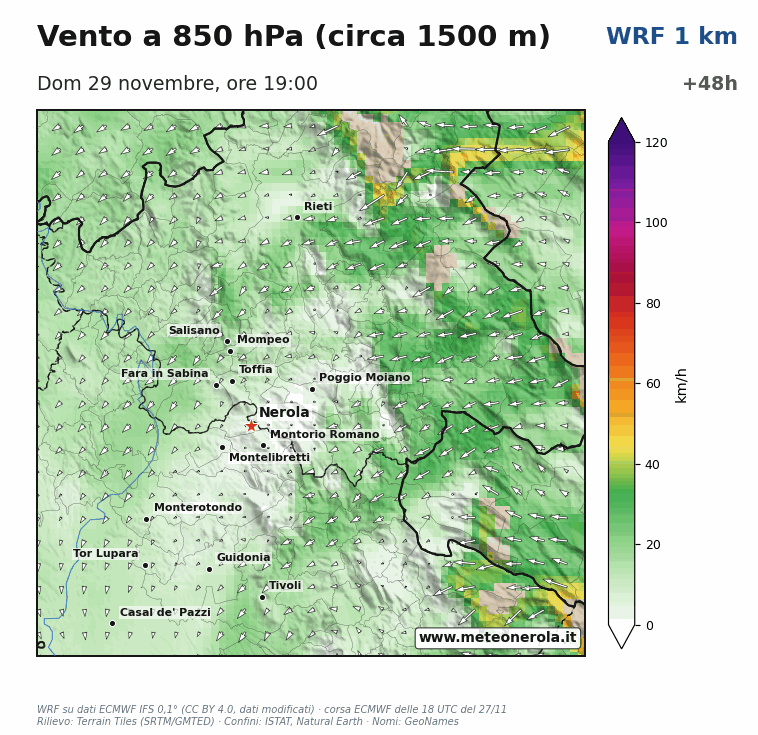 Vento a 850 hPa (circa 1500 m)
WRF 1 km
Dom 29 novembre, ore 19:00
+48h
Rieti
Salisano
Mompeo
Toffia
Fara in Sabina
Poggio Moiano
Nerola
Montorio Romano
Montelibretti
Monterotondo
Tor Lupara
Guidonia
Tivoli
Casal de' Pazzi
www.meteonerola.it
120
100
80
60
40
20
0
km/h
WRF su dati ECMWF IFS 0,1° (CC BY 4.0, dati modificati) · corsa ECMWF delle 18 UTC del 27/11
Rilievo: Terrain Tiles (SRTM/GMTED) · Confini: ISTAT, Natural Earth · Nomi: GeoNames